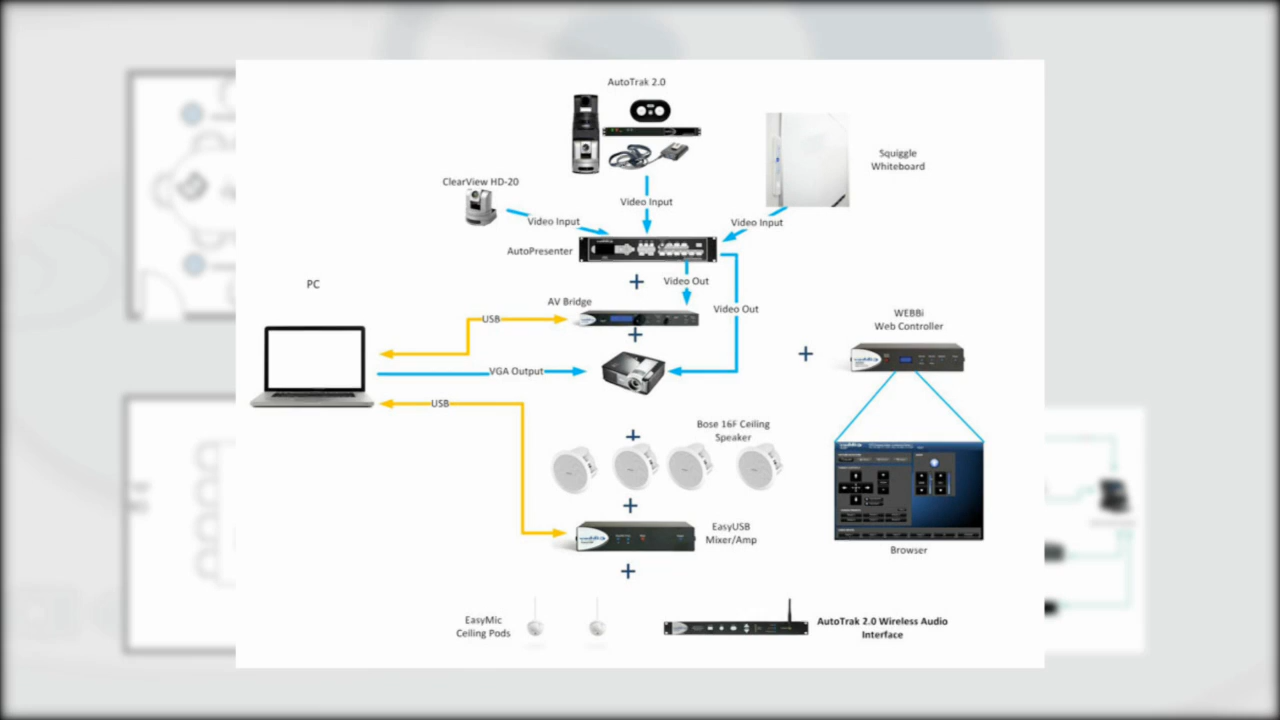 AutoTrak 2.0
Squiggle
Whiteboard
ClearView HD-20
Video Input
Video Input
Video Input
AutoPresenter
Video Out
PC
AV Bridge
Video Out
WEBBi
Web Controller
USB
VGA Output
USB
Bose 16F Ceiling
Speaker
EasyUSB
Mixer/Amp
Browser
EasyMic
Ceiling Pods
AutoTrak 2.0 Wireless Audio
Interface